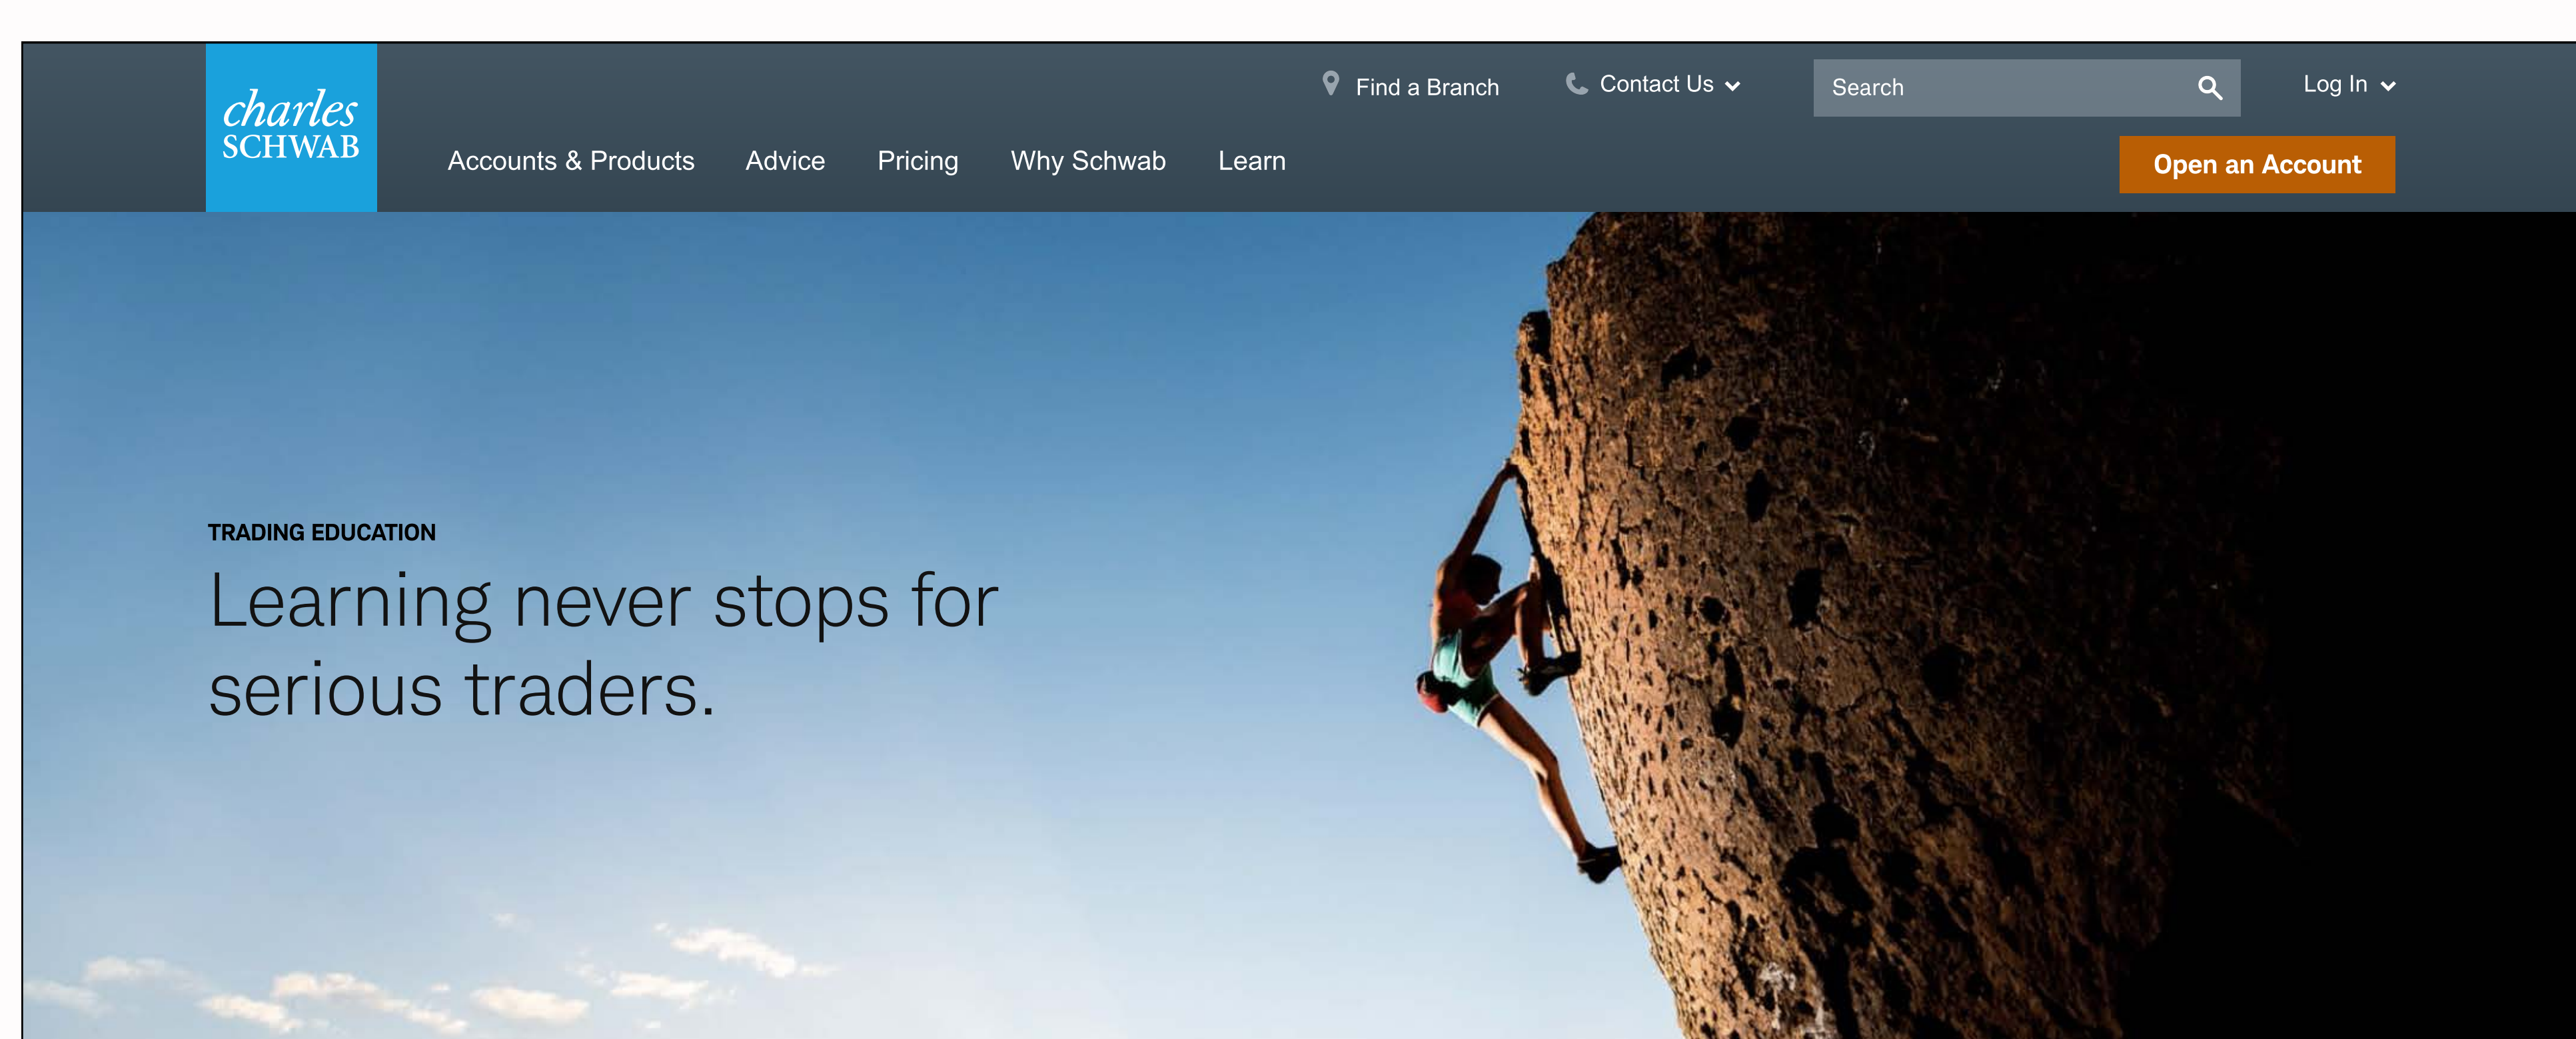 charles
SCHWAB
Find a Branch
Contact Us
Search
Log In
Accounts & Products
Advice
Pricing
Why Schwab
Learn
Open an Account
TRADING EDUCATION
Learning never stops for
serious traders.